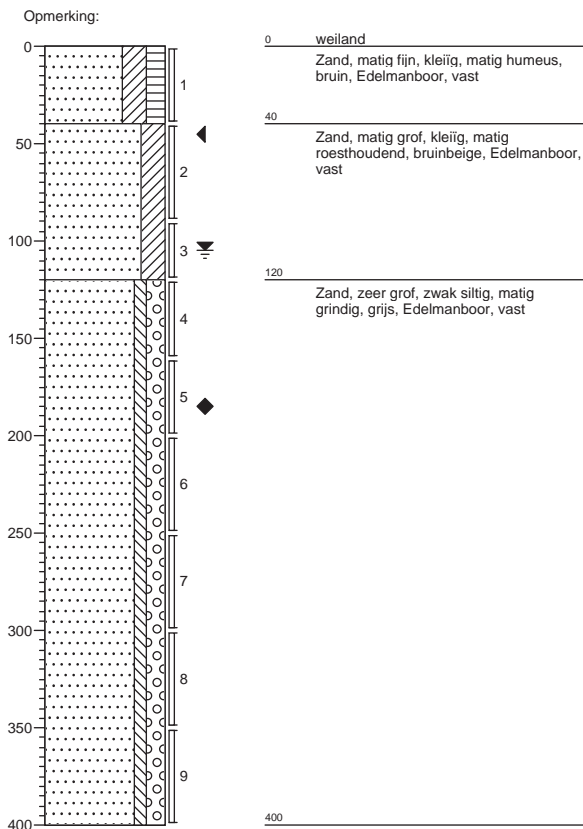 Opmerking:
0
50
100
150
200
250
300
350
400
1
2
3
4
5
6
7
8
9
0 weiland
Zand, matig fijn, kleiïg, matig humeus,
bruin, Edelmanboor, vast
40
Zand, matig grof, kleiïg, matig
roesthoudend, bruinbeige, Edelmanboor,
vast
120
Zand, zeer grof, zwak siltig, matig
grindig, grijs, Edelmanboor, vast
400